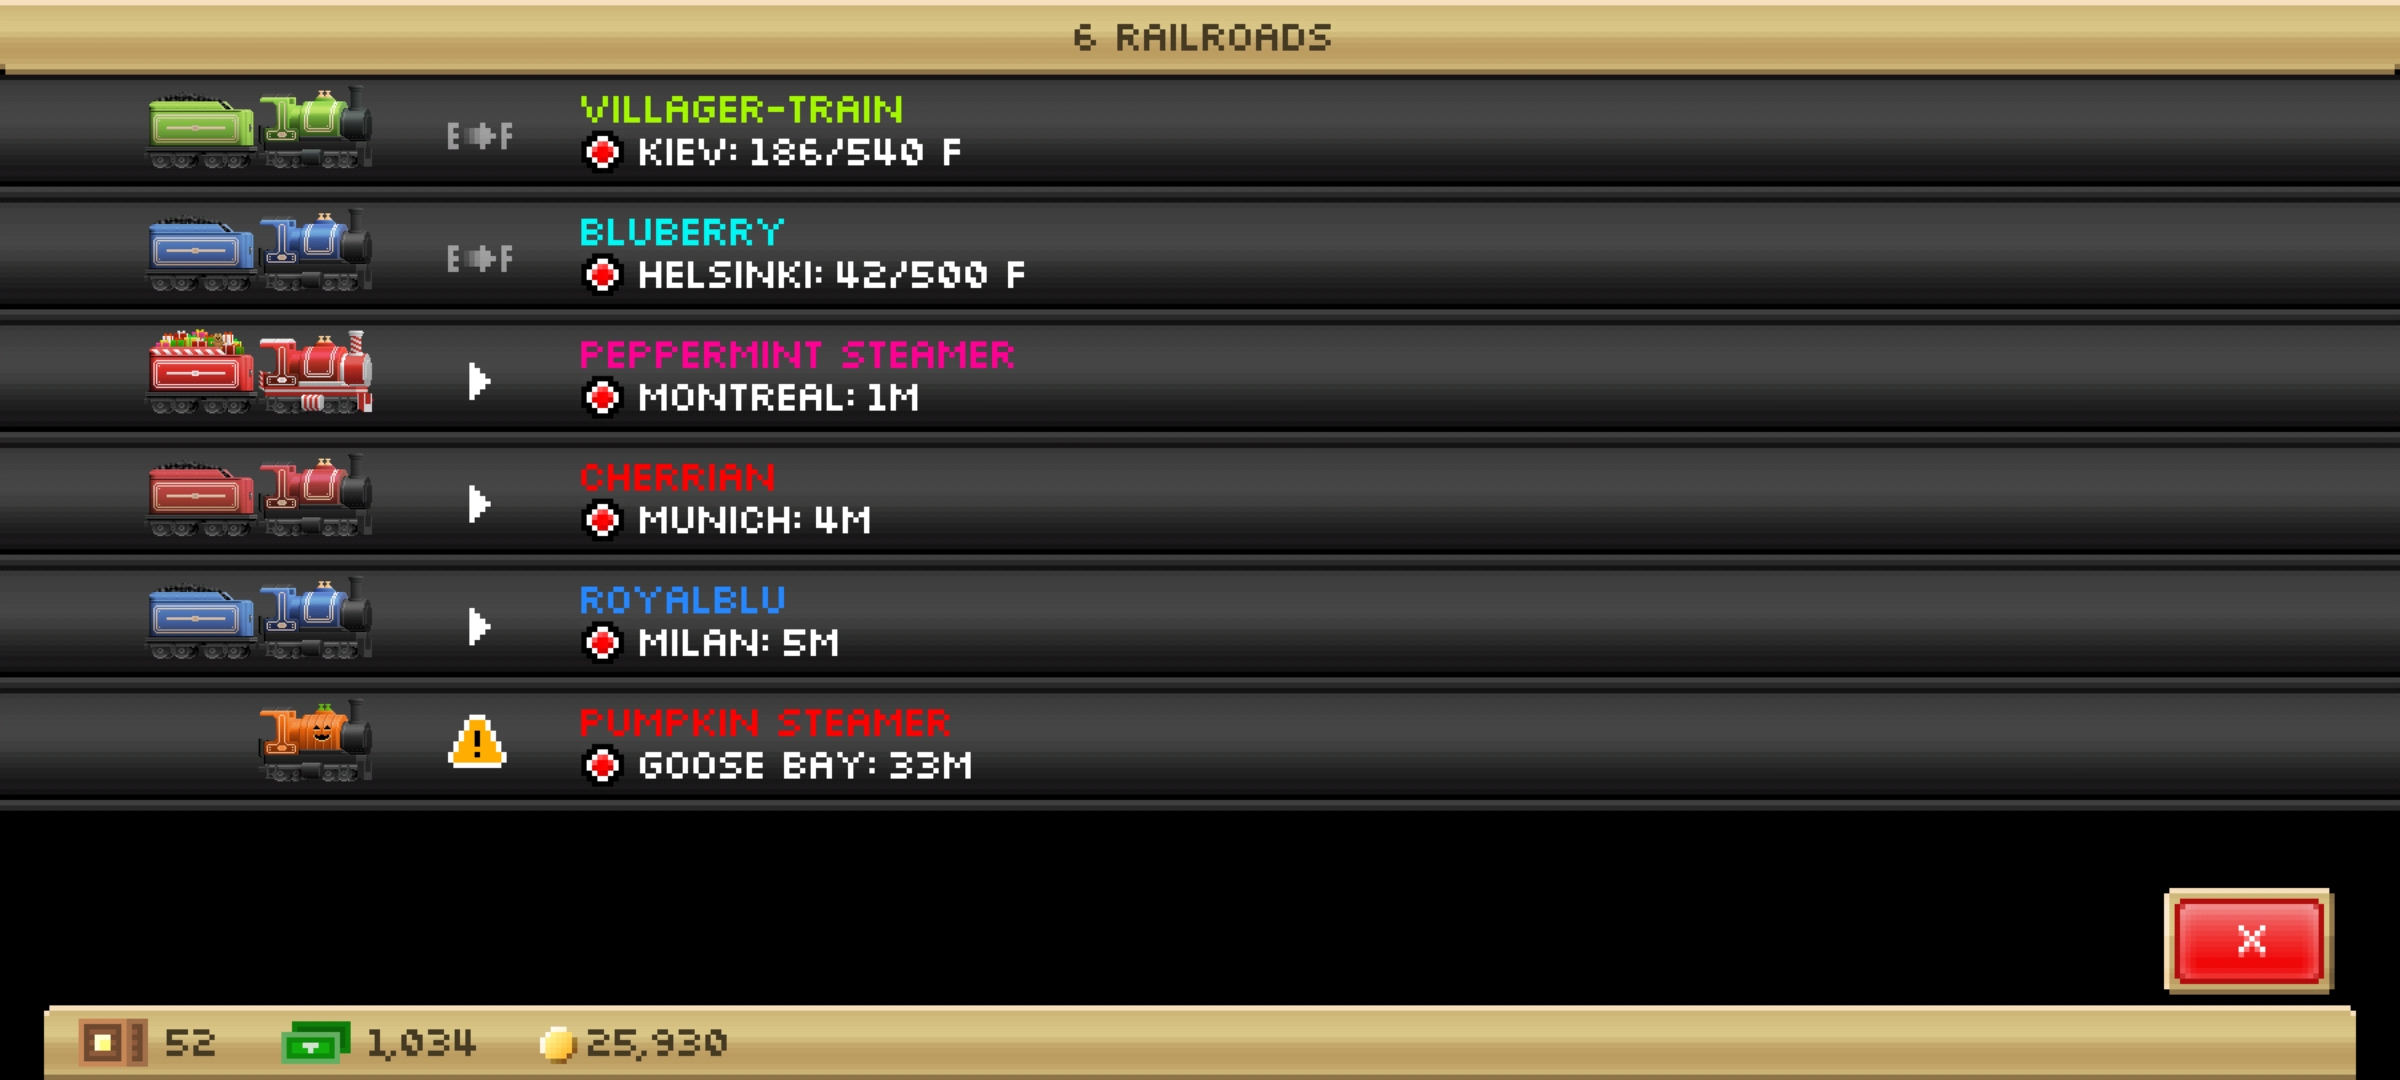 6 RAILROADS
VILLAGER-TRAIN
E F
KIEV: 186/540 F
BLUBERRY
E F
HELSINKI: 42/500 F
PEPPERMINT STEAMER
MONTREAL: 1M
CHERRIAN
MUNICH: 4M
ROYALBLU
MILAN: 5M
PUMPKIN STEAMER
!
GOOSE BAY: 33M
X
52 1,034 25,930